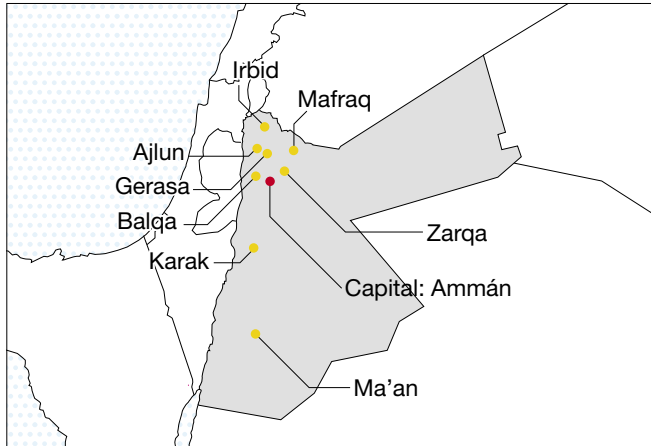 Irbid
Mafraq
Ajlun
Gerasa
Balqa
Zarqa
Karak
Capital: Ammán
Ma’an